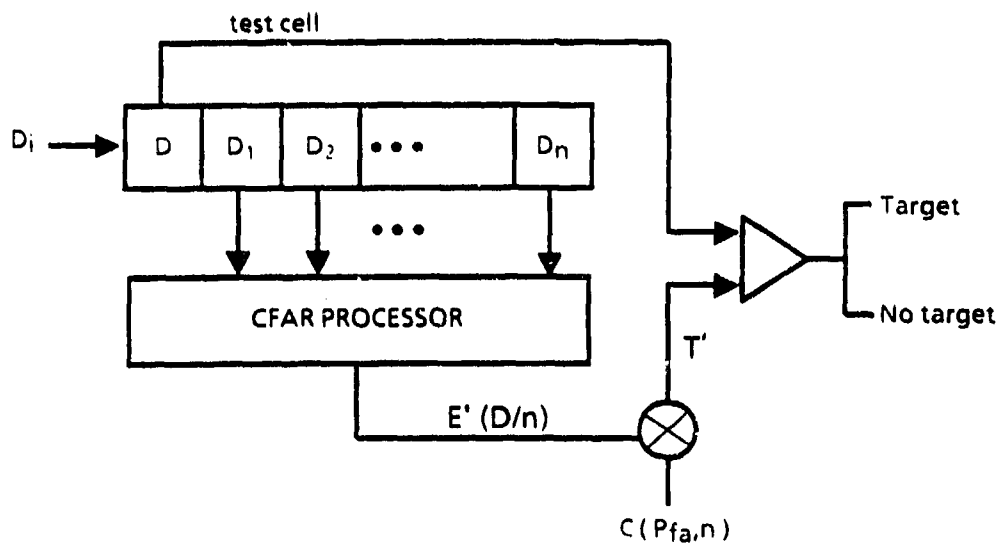 test cell
Di
D D1 D2 ••• Dn
•••
Target
CFAR PROCESSOR
No target
T'
E' (D/n)
C(Pfa,n)